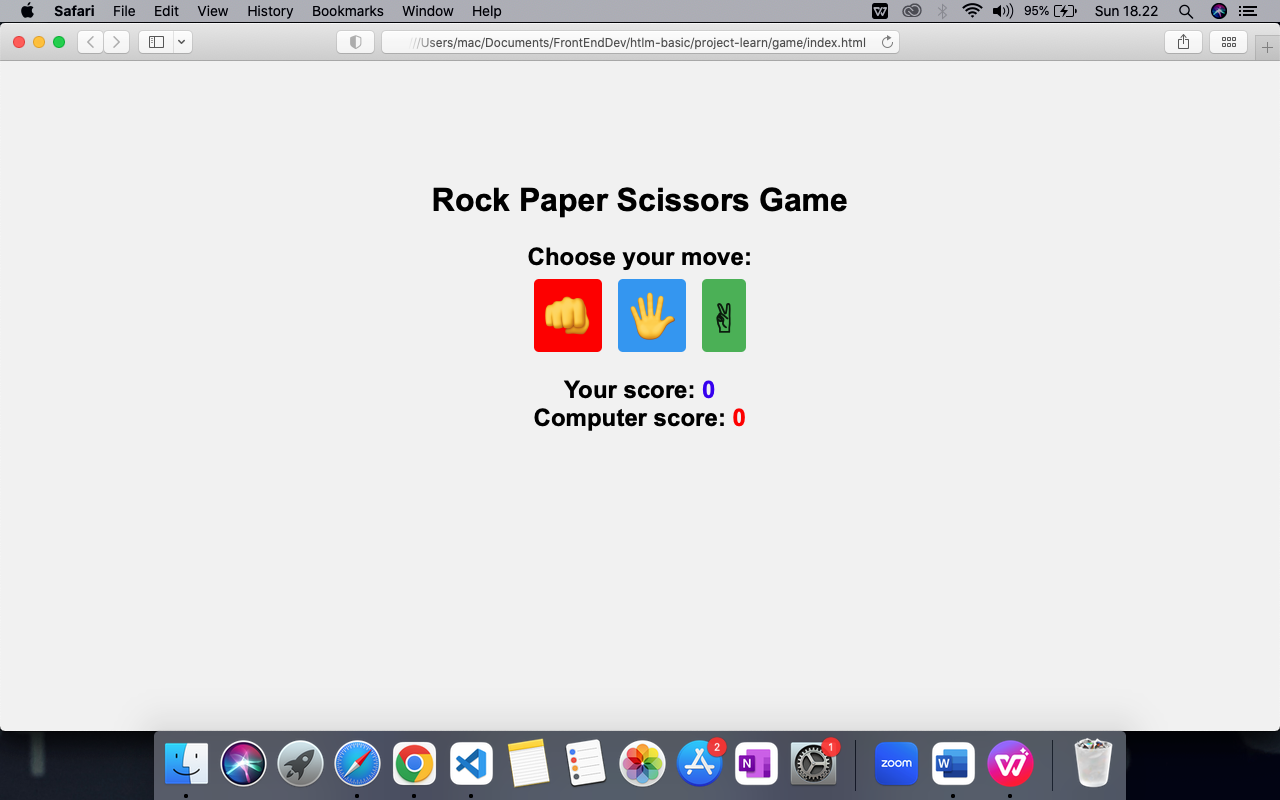 Safari File Edit View History Bookmarks Window Help 95% Sun 18.22
///Users/mac/Documents/FrontEndDev/htlm-basic/project-learn/game/index.html
Rock Paper Scissors Game
Choose your move:
Your score: 0
Computer score: 0
2
1
N
zoom
W